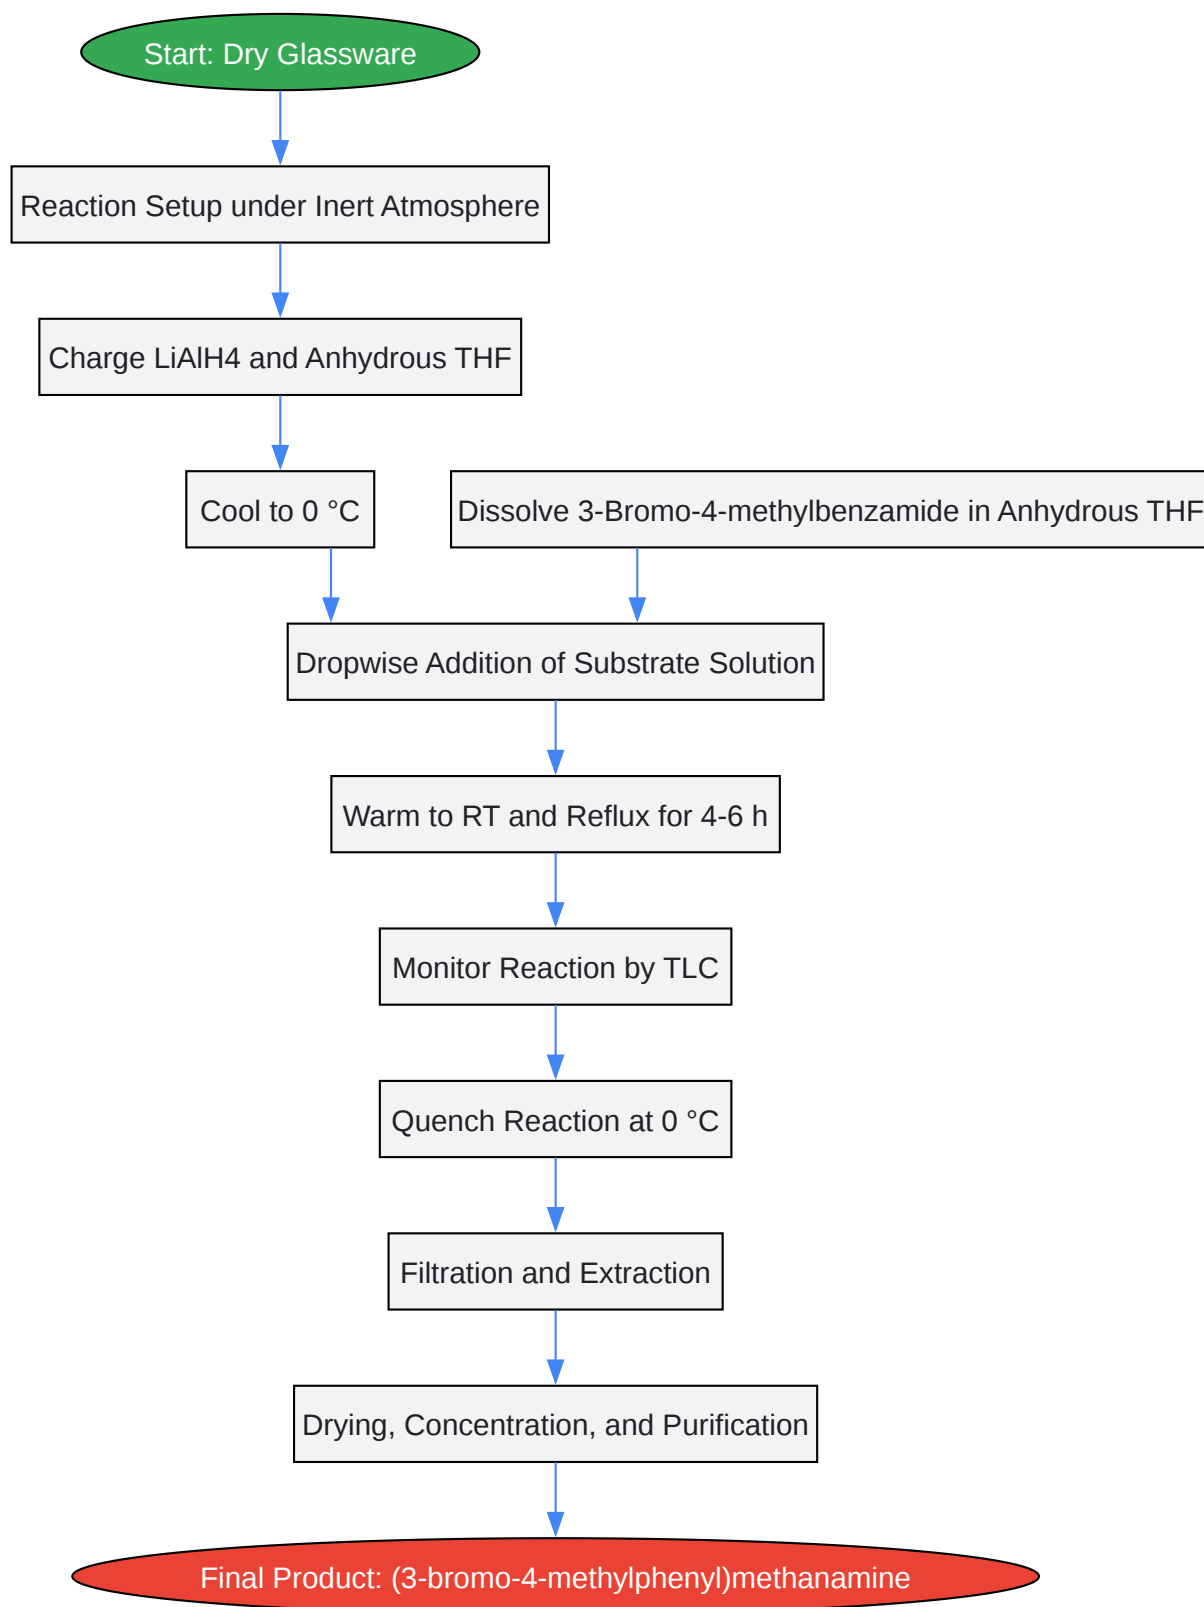 Start: Dry Glassware
Reaction Setup under Inert Atmosphere
Charge LiAlH4 and Anhydrous THF
Cool to 0 °C
Dissolve 3-Bromo-4-methylbenzamide in Anhydrous THF
Dropwise Addition of Substrate Solution
Warm to RT and Reflux for 4-6 h
Monitor Reaction by TLC
Quench Reaction at 0 °C
Filtration and Extraction
Drying, Concentration, and Purification
Final Product: (3-bromo-4-methylphenyl)methanamine